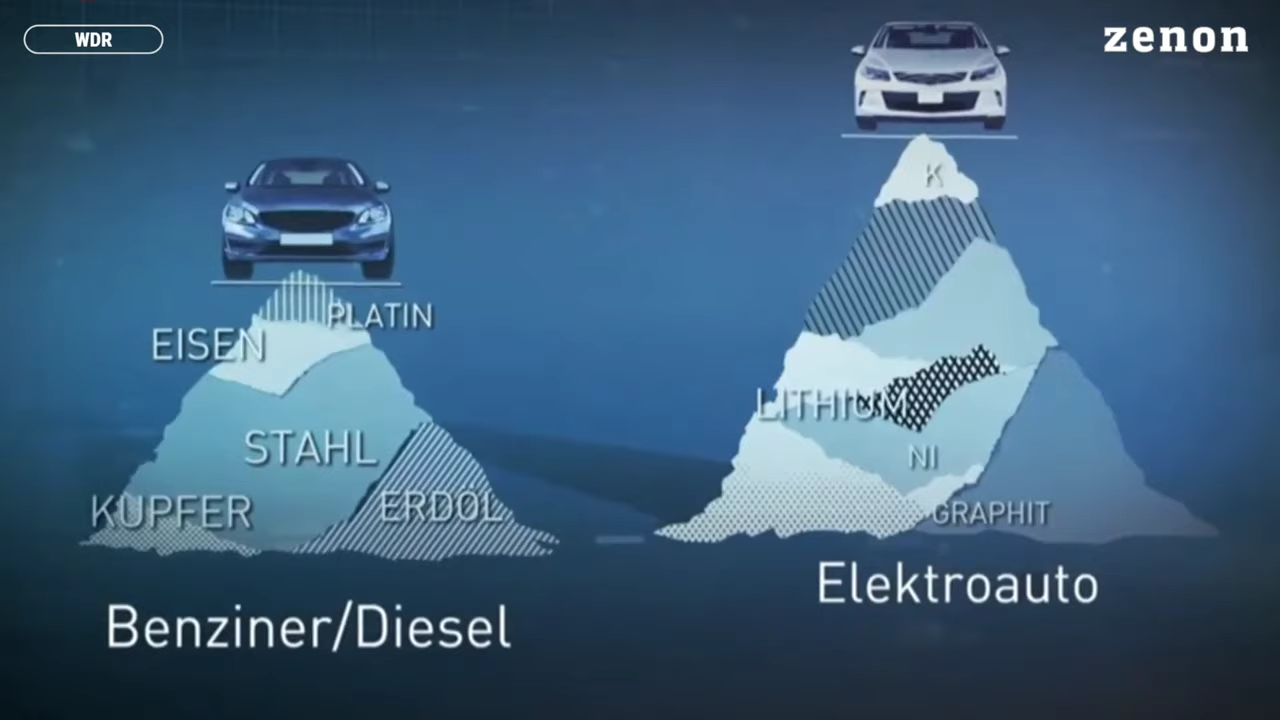 WDR
zenon
K
PLATIN
EISEN
LITHIUM
STAHL
NI
KUPFER
ERDÖL
GRAPHIT
Elektroauto
Benziner/Diesel